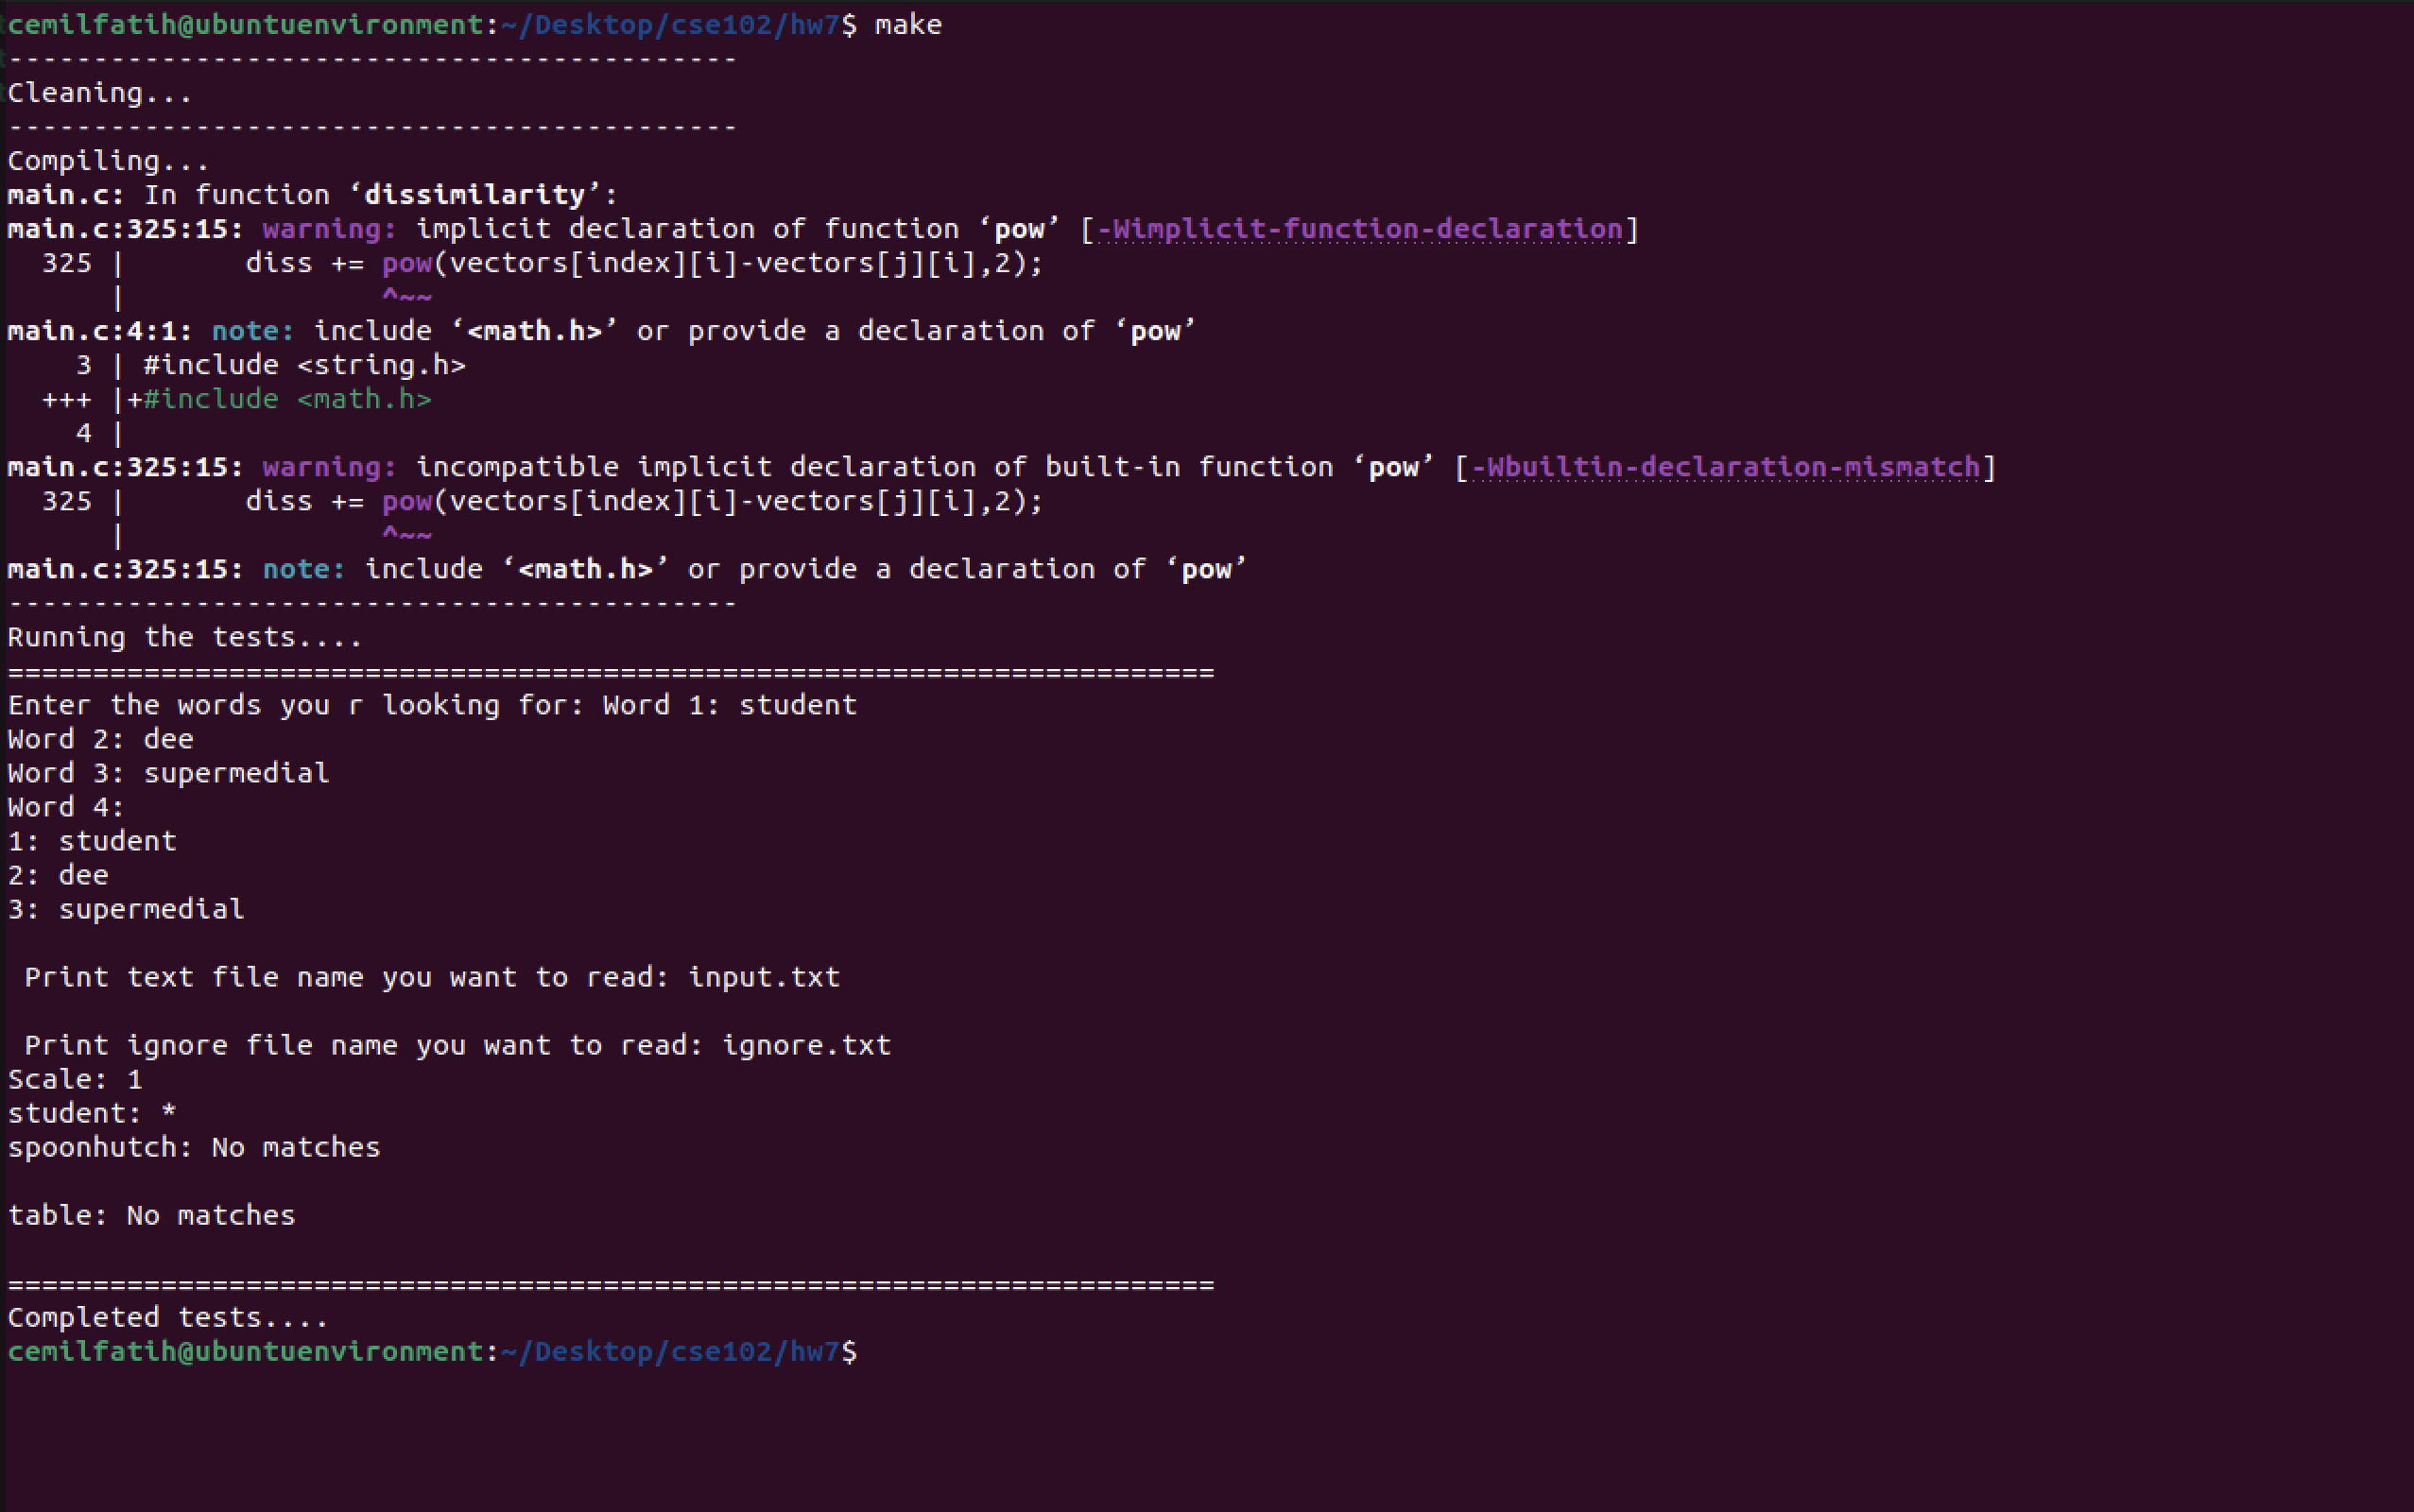 cemilfatih@ubuntuenvironment:~/Desktop/cse102/hw7$ make
-------------------------------------------
Cleaning...
-------------------------------------------
Compiling...
main.c: In function ‘dissimilarity’:
main.c:325:15: warning: implicit declaration of function ‘pow’ [-Wimplicit-function-declaration]
  325 |       diss += pow(vectors[index][i]-vectors[j][i],2);
      |               ^~~
main.c:4:1: note: include ‘<math.h>’ or provide a declaration of ‘pow’
    3 | #include <string.h>
  +++ |+#include <math.h>
    4 |
main.c:325:15: warning: incompatible implicit declaration of built-in function ‘pow’ [-Wbuiltin-declaration-mismatch]
  325 |       diss += pow(vectors[index][i]-vectors[j][i],2);
      |               ^~~
main.c:325:15: note: include ‘<math.h>’ or provide a declaration of ‘pow’
-------------------------------------------
Running the tests....
=======================================================================
Enter the words you r looking for: Word 1: student
Word 2: dee
Word 3: supermedial
Word 4:
1: student
2: dee
3: supermedial

 Print text file name you want to read: input.txt

 Print ignore file name you want to read: ignore.txt
Scale: 1
student: *
spoonhutch: No matches

table: No matches

=======================================================================
Completed tests....
cemilfatih@ubuntuenvironment:~/Desktop/cse102/hw7$